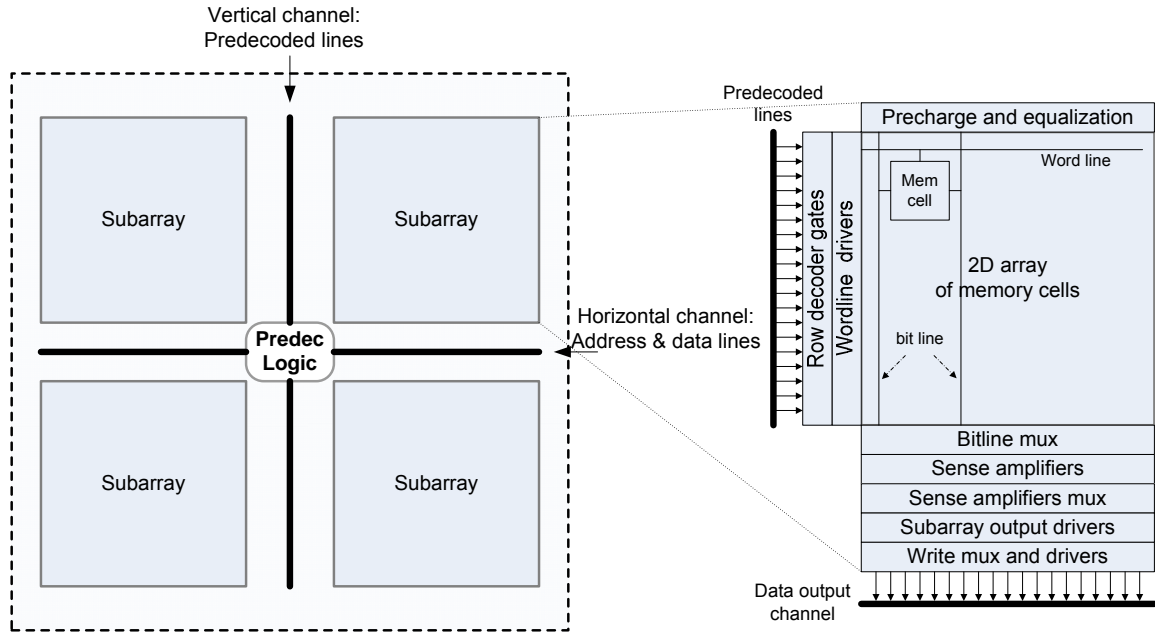 Vertical channel:
Predecoded lines
Subarray
Subarray
Predec
Logic
Horizontal channel:
Address & data lines
Subarray
Subarray
Predecoded
lines
Precharge and equalization
Row decoder gates
Wordline drivers
Word line
Mem
cell
2D array
of memory cells
bit line
Bitline mux
Sense amplifiers
Sense amplifiers mux
Subarray output drivers
Write mux and drivers
Data output
channel